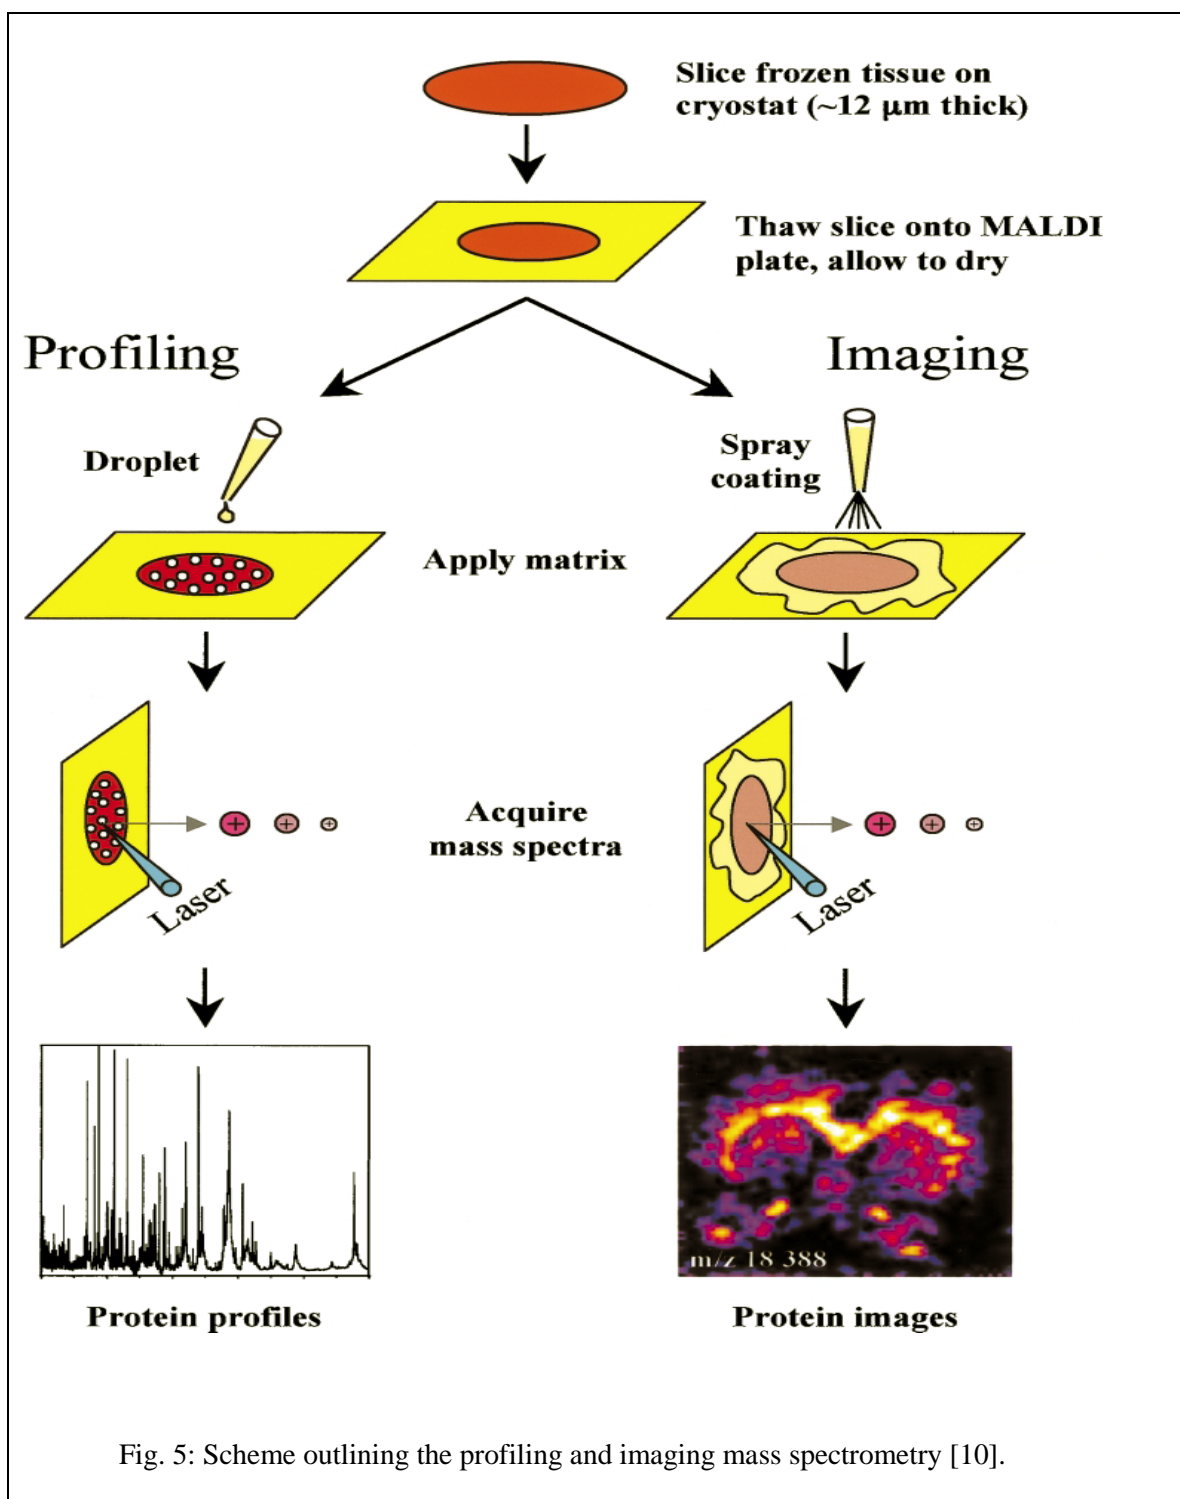 Slice frozen tissue on
cryostat (~12 μm thick)
Thaw slice onto MALDI
plate, allow to dry
Profiling
Imaging
Droplet
Spray
coating
Apply matrix
+
+
+
Acquire
mass spectra
+
+
+
Laser
Laser
m/z 18 388
Protein profiles
Protein images
Fig. 5: Scheme outlining the profiling and imaging mass spectrometry [10].